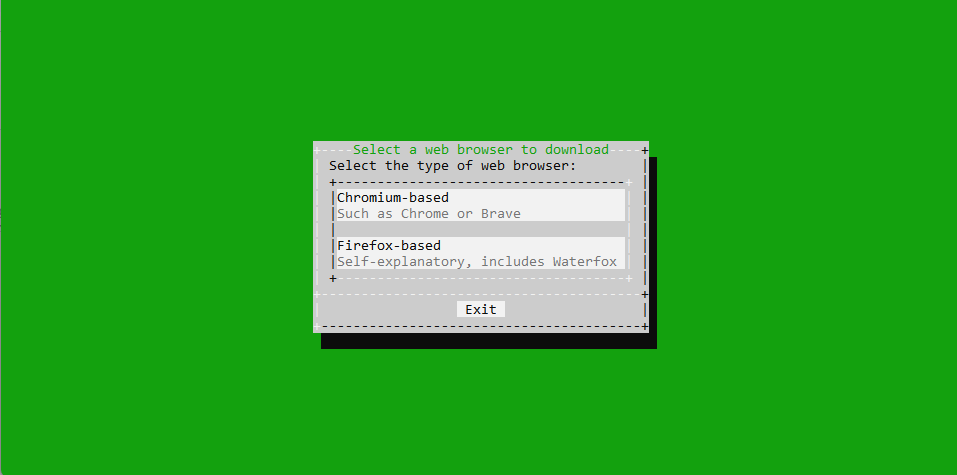 Select a web browser to download
Select the type of web browser:
Chromium-based
Such as Chrome or Brave
Firefox-based
Self-explanatory, includes Waterfox
Exit